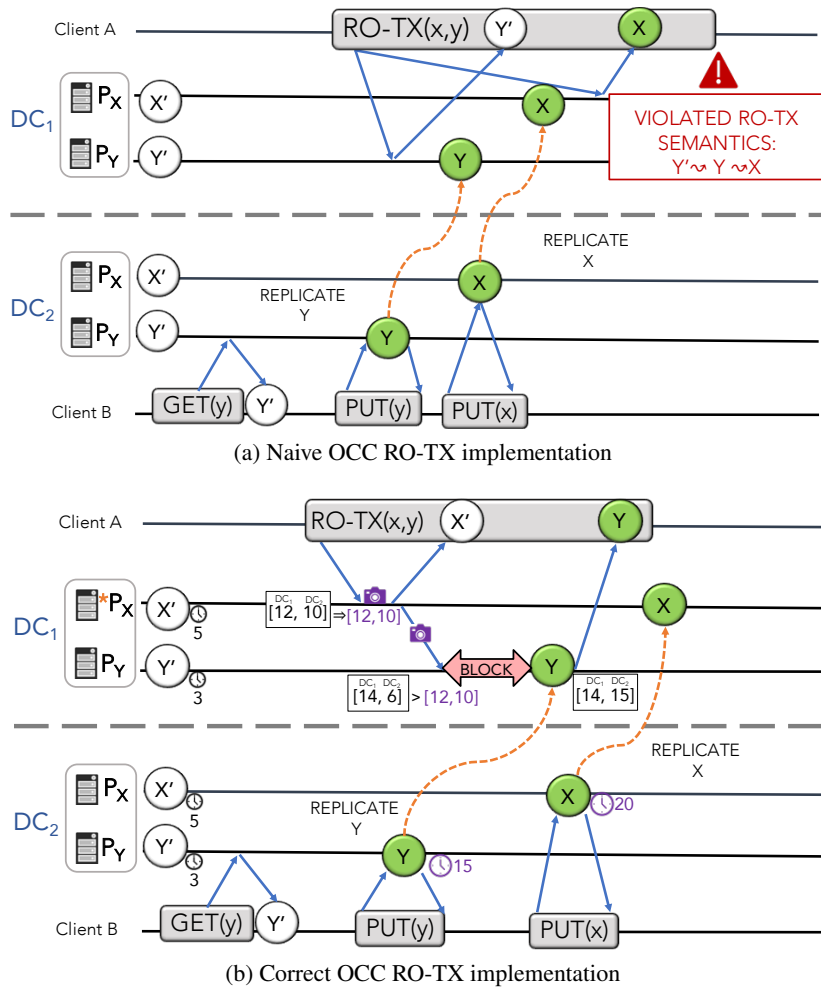 Client A
RO-TX(x,y) Y' X
DC1
PX X' X
PY Y' Y
VIOLATED RO-TX
SEMANTICS:
Y'⤳ Y ⤳X
DC2
PX X' X
PY Y' Y
REPLICATE
Y
REPLICATE
X
Client B
GET(y) Y' PUT(y) PUT(x)
(a) Naive OCC RO-TX implementation
Client A
RO-TX(x,y) X' Y
DC1
*PX X' 5
DC1 DC2
[12, 10] ⇒[12,10]
X
PY Y' 3
DC1 DC2
[14, 6] > [12,10]
BLOCK
Y
DC1 DC2
[14, 15]
DC2
PX X' 5 X 20
PY Y' 3 Y 15
REPLICATE
Y
REPLICATE
X
Client B
GET(y) Y' PUT(y) PUT(x)
(b) Correct OCC RO-TX implementation